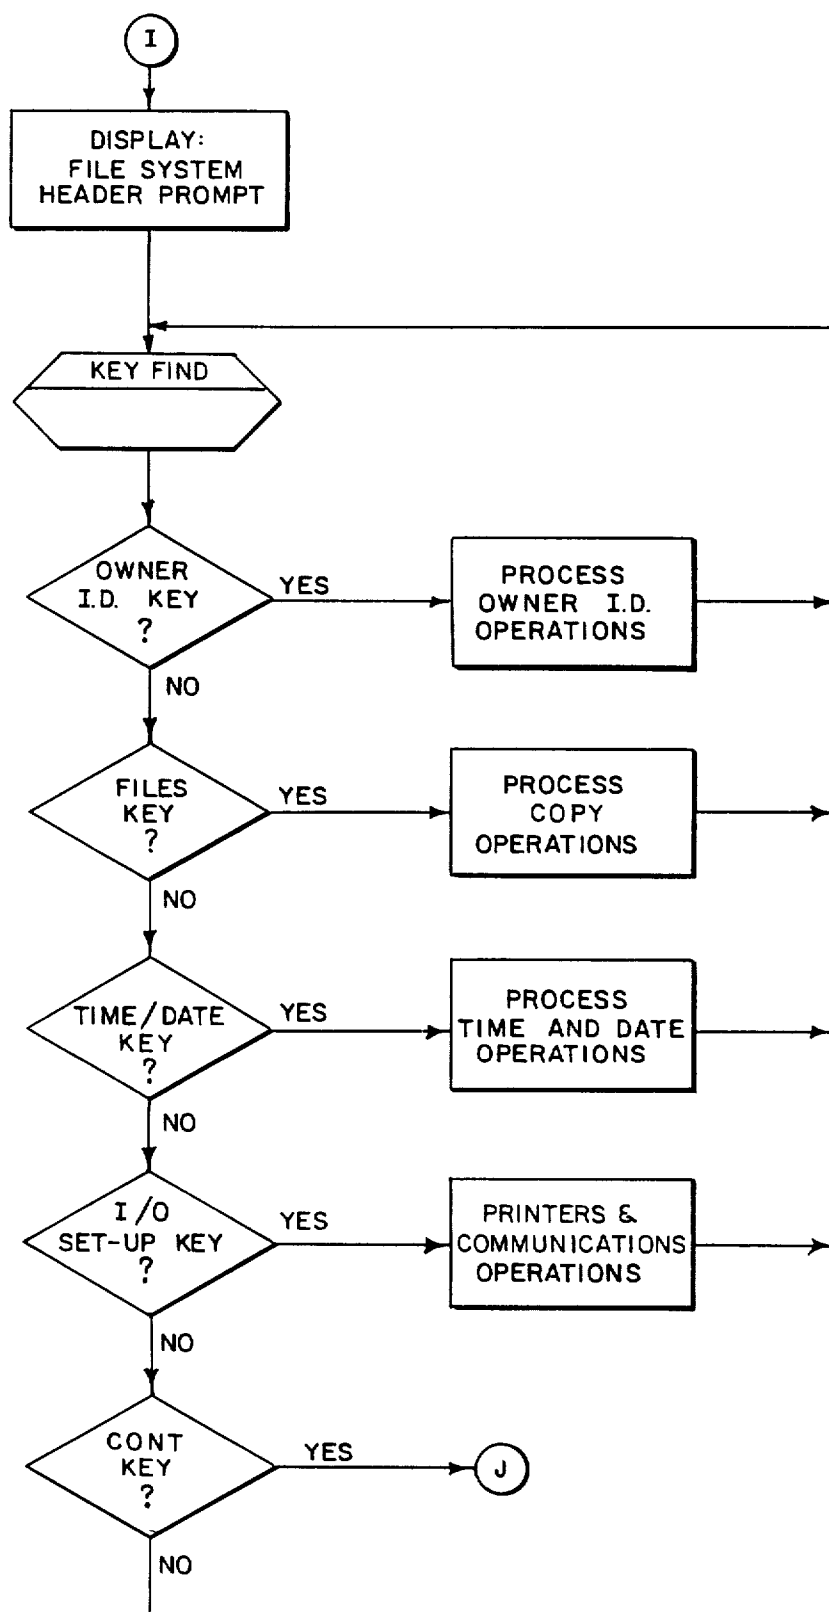 I
DISPLAY:
FILE SYSTEM
HEADER PROMPT
KEY FIND
OWNER
I.D. KEY
?
YES
PROCESS
OWNER I.D.
OPERATIONS
NO
FILES
KEY
?
YES
PROCESS
COPY
OPERATIONS
NO
TIME/DATE
KEY
?
YES
PROCESS
TIME AND DATE
OPERATIONS
NO
I/O
SET-UP KEY
?
YES
PRINTERS &
COMMUNICATIONS
OPERATIONS
NO
CONT
KEY
?
YES
J
NO